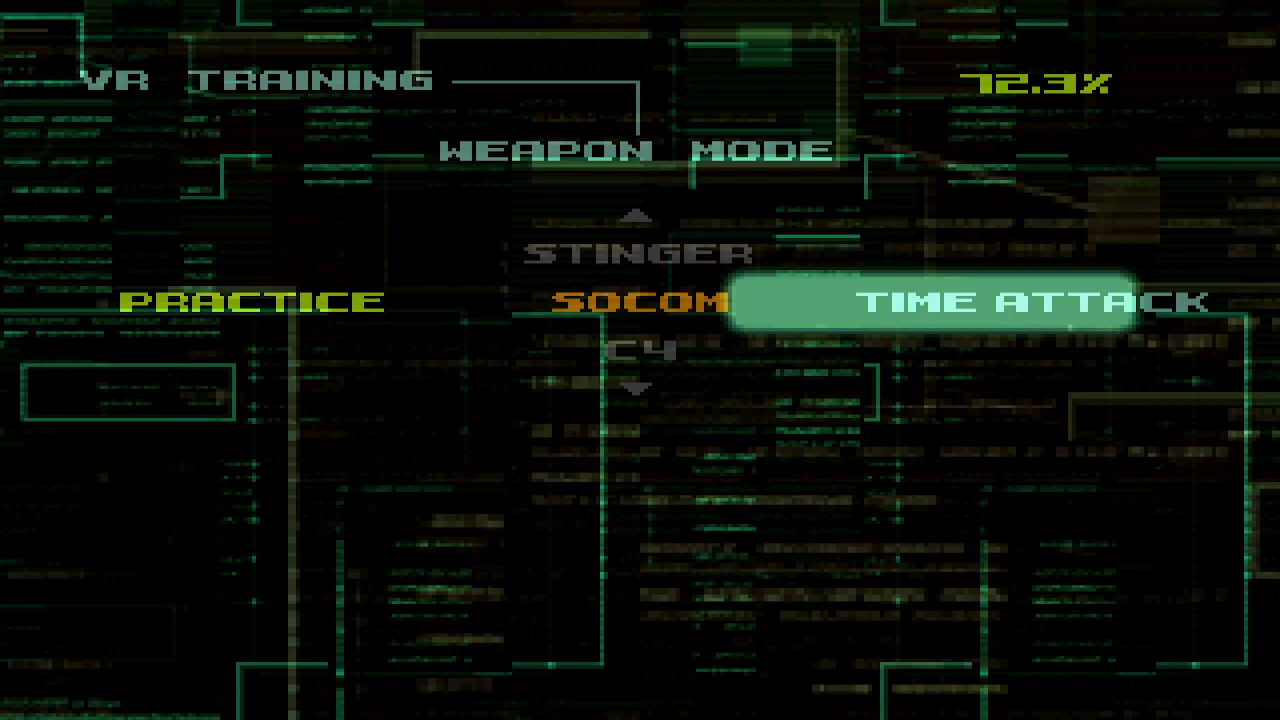 VR TRAINING
72.3%
WEAPON MODE
STINGER
PRACTICE
SOCOM
TIME ATTACK
C4